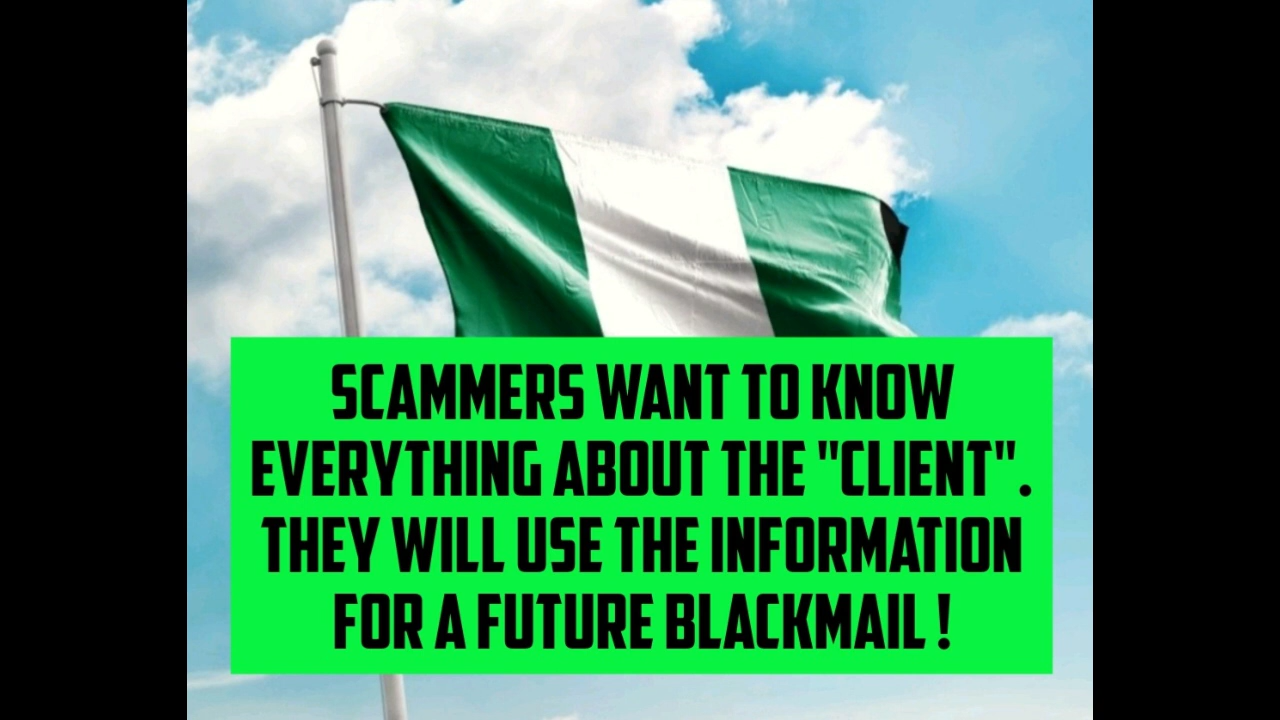 SCAMMERS WANT TO KNOW
EVERYTHING ABOUT THE "CLIENT".
THEY WILL USE THE INFORMATION
FOR A FUTURE BLACKMAIL !